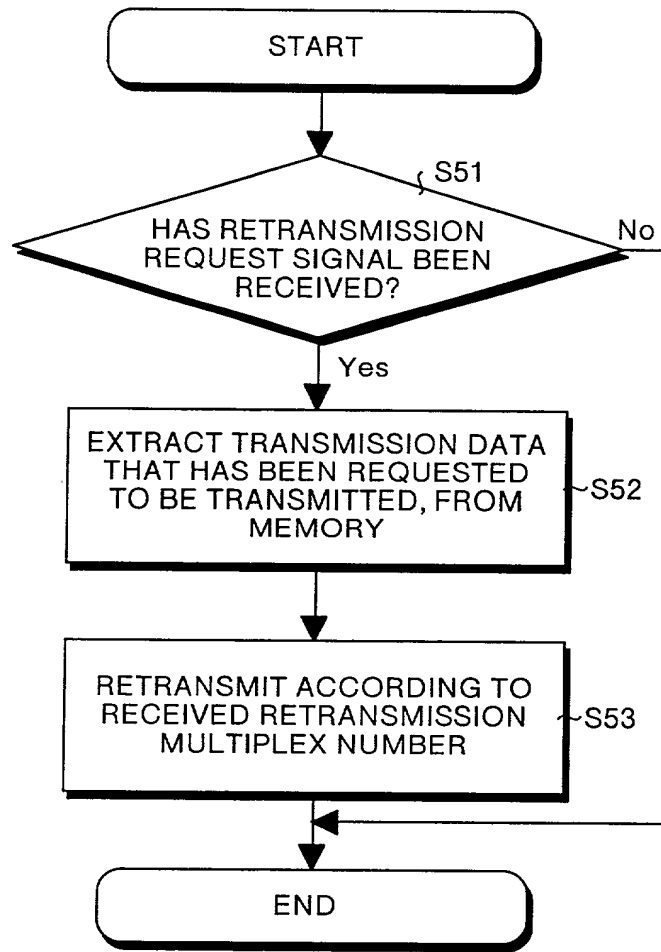 START
S51
HAS RETRANSMISSION
REQUEST SIGNAL BEEN
RECEIVED?
No
Yes
EXTRACT TRANSMISSION DATA
THAT HAS BEEN REQUESTED
TO BE TRANSMITTED, FROM
MEMORY
S52
RETRANSMIT ACCORDING TO
RECEIVED RETRANSMISSION
MULTIPLEX NUMBER
S53
END